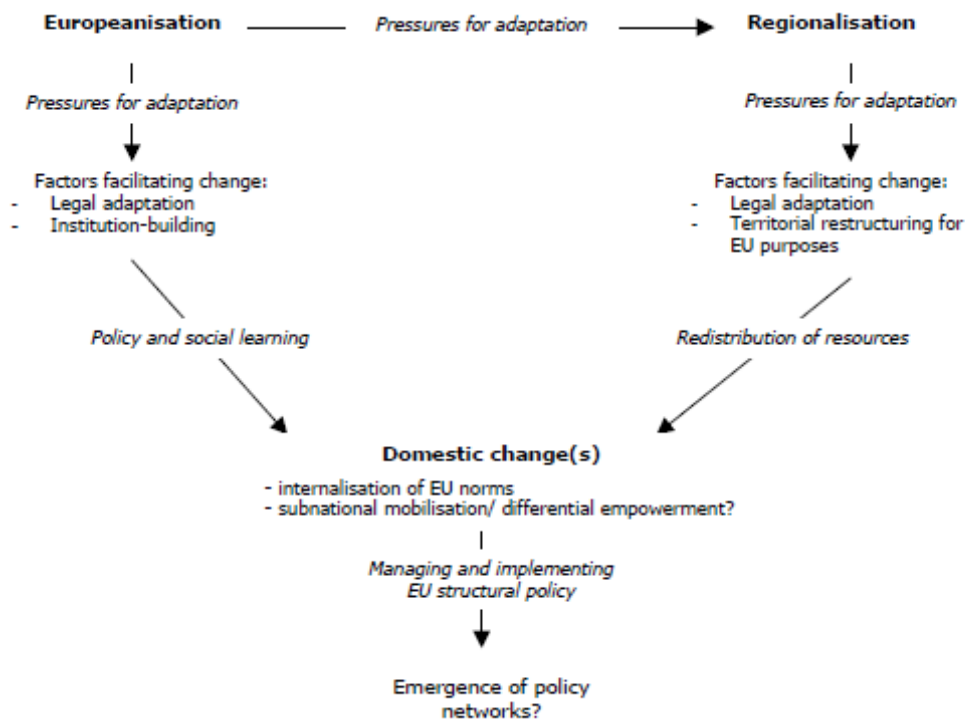 Europeanisation
Pressures for adaptation
Regionalisation
Pressures for adaptation
Pressures for adaptation
Factors facilitating change:
- Legal adaptation
- Institution-building
Factors facilitating change:
- Legal adaptation
- Territorial restructuring for
EU purposes
Policy and social learning
Redistribution of resources
Domestic change(s)
- internalisation of EU norms
- subnational mobilisation/ differential empowerment?
Managing and implementing
EU structural policy
Emergence of policy
networks?